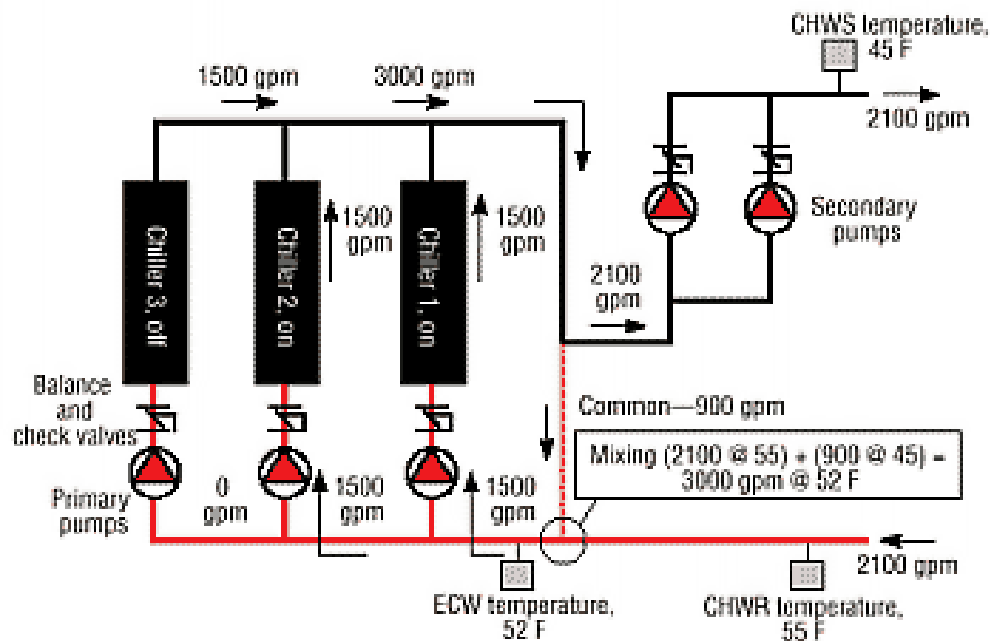 CHWS temperature,
45 F
1500 gpm
3000 gpm
2100 gpm
Chiller 3, off
Chiller 2, on
1500
gpm
Chiller 1, on
1500
gpm
Secondary
pumps
2100
gpm
Balance
and
check valves
Common—900 gpm
Mixing (2100 @ 55) + (900 @ 45) =
3000 gpm @ 52 F
Primary
pumps
0
gpm
1500
gpm
1500
gpm
2100 gpm
ECW temperature,
52 F
CHWR temperature,
55 F